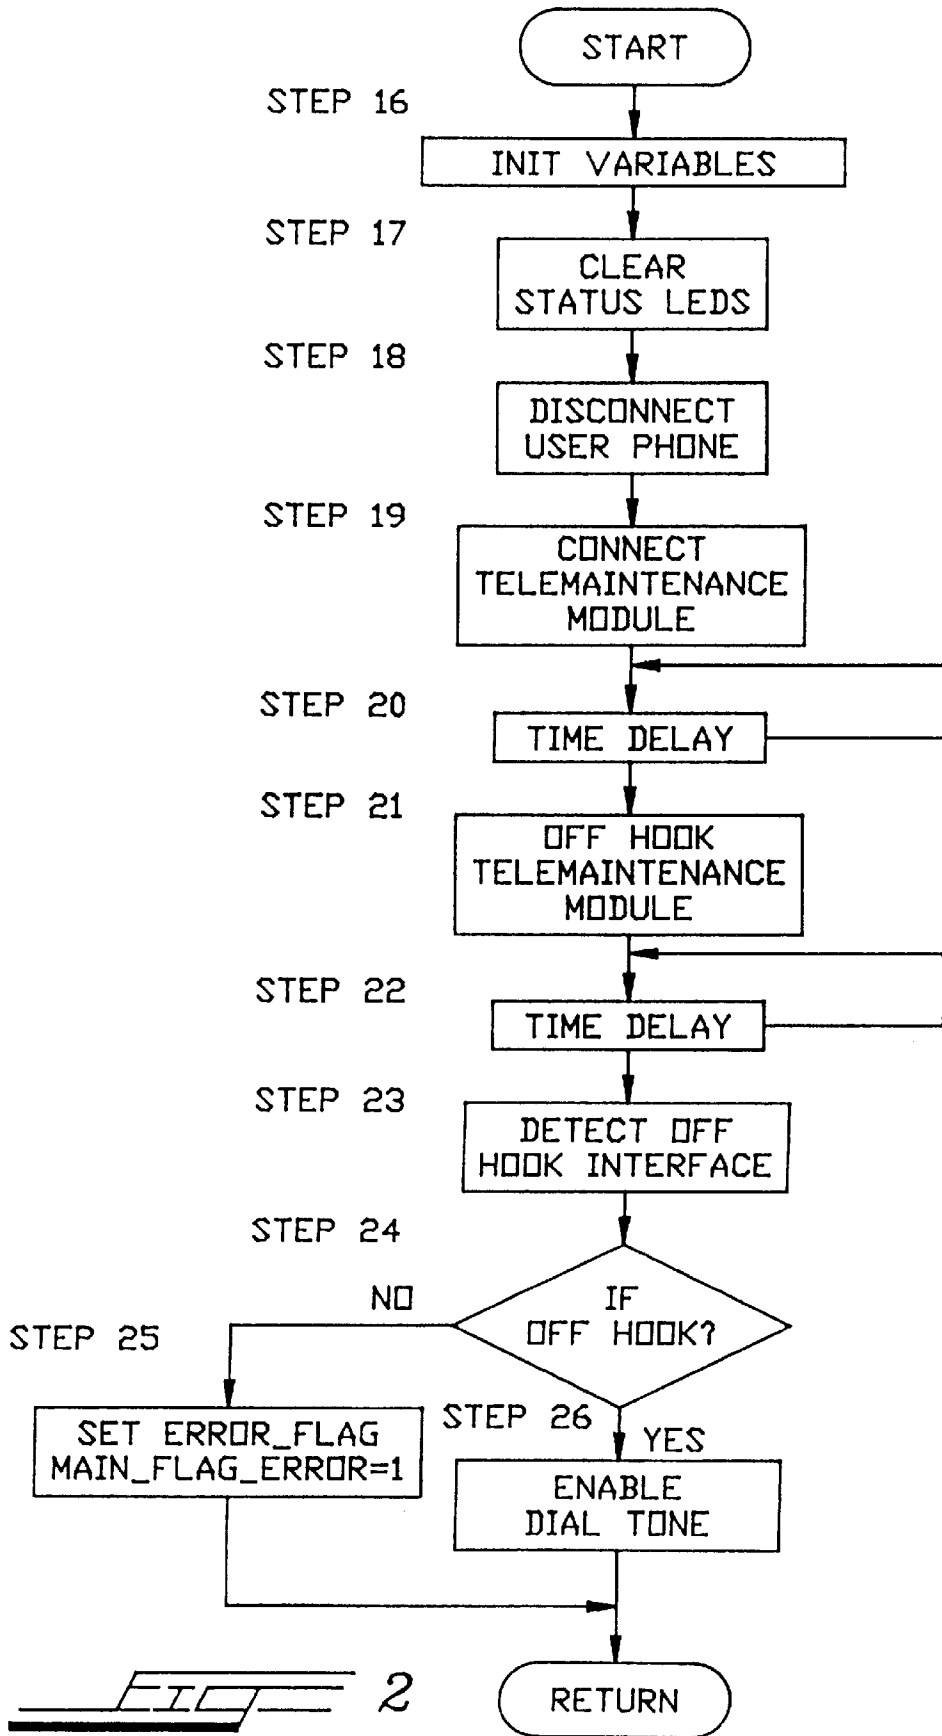 START
STEP 16
INIT VARIABLES
STEP 17
CLEAR
STATUS LEDS
STEP 18
DISCONNECT
USER PHONE
STEP 19
CONNECT
TELEMAINTENANCE
MODULE
STEP 20
TIME DELAY
STEP 21
OFF HOOK
TELEMAINTENANCE
MODULE
STEP 22
TIME DELAY
STEP 23
DETECT OFF
HOOK INTERFACE
STEP 24
NO
IF
OFF HOOK?
STEP 25
SET ERROR_FLAG
MAIN_FLAG_ERROR=1
STEP 26
YES
ENABLE
DIAL TONE
RETURN
FIG 2